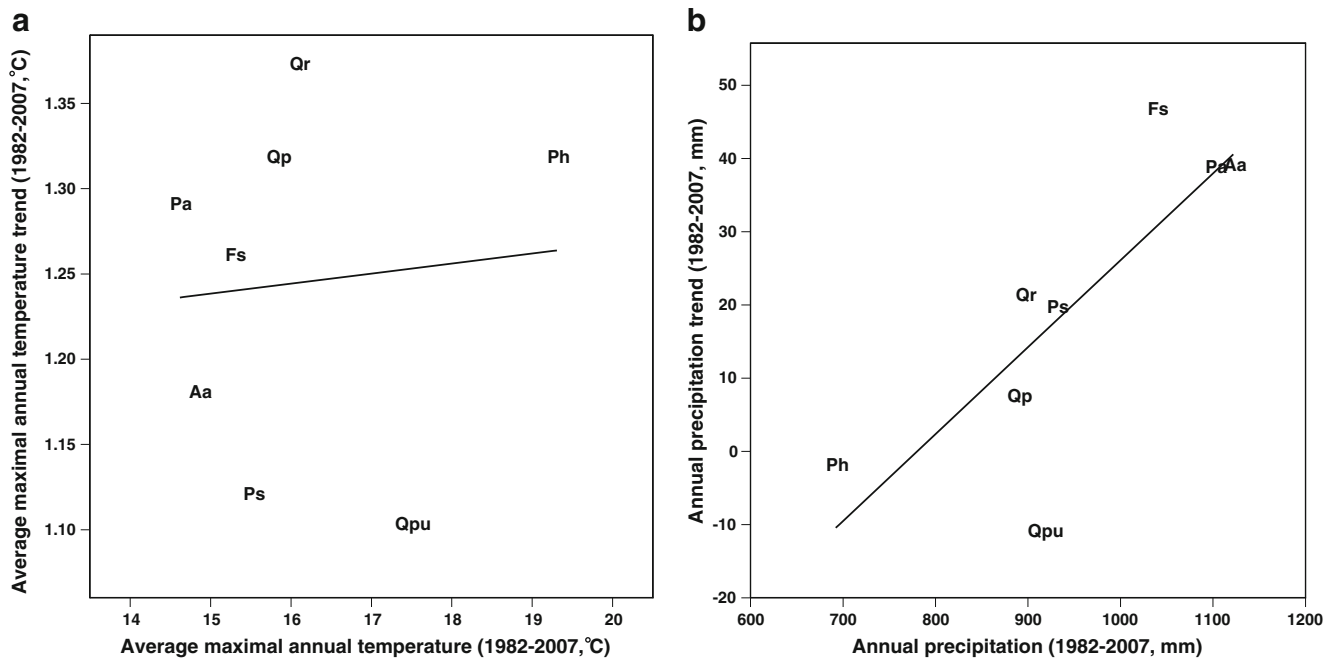 a
Average maximal annual temperature trend (1982-2007,°C)
1.35
1.30
1.25
1.20
1.15
1.10
Qr
Qp
Ph
Pa
Fs
Aa
Ps
Qpu
14 15 16 17 18 19 20
Average maximal annual temperature (1982-2007,°C)
b
Annual precipitation trend (1982-2007, mm)
50
40
30
20
10
0
-10
-20
Fs
Pa Aa
Qr
Ps
Qp
Ph
Qpu
600 700 800 900 1000 1100 1200
Annual precipitation (1982-2007, mm)